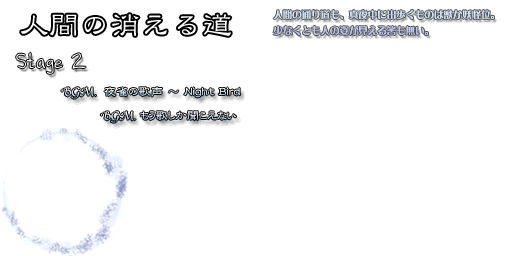 人間の消える道
Stage 2
BGM. 夜雀の歌声 ～ Night Bird
BGM. もう歌しか聞こえない
人間の通り道も、真夜中に出歩くものは獣か妖怪位。
少なくとも人の姿が見える筈も無い。